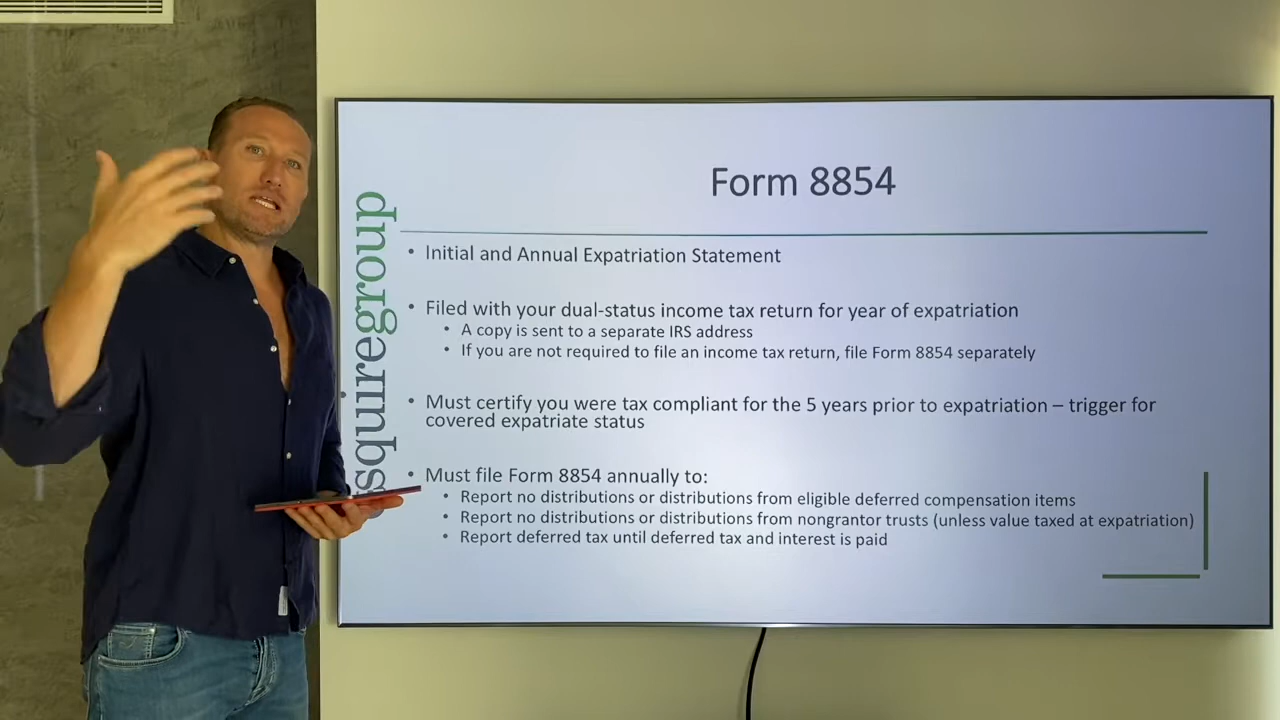 Form 8854
• Initial and Annual Expatriation Statement
• Filed with your dual-status income tax return for year of expatriation
• A copy is sent to a separate IRS address
• If you are not required to file an income tax return, file Form 8854 separately
• Must certify you were tax compliant for the 5 years prior to expatriation – trigger for
covered expatriate status
• Must file Form 8854 annually to:
• Report no distributions or distributions from eligible deferred compensation items
• Report no distributions or distributions from nongrantor trusts (unless value taxed at expatriation)
• Report deferred tax until deferred tax and interest is paid
squiregroup